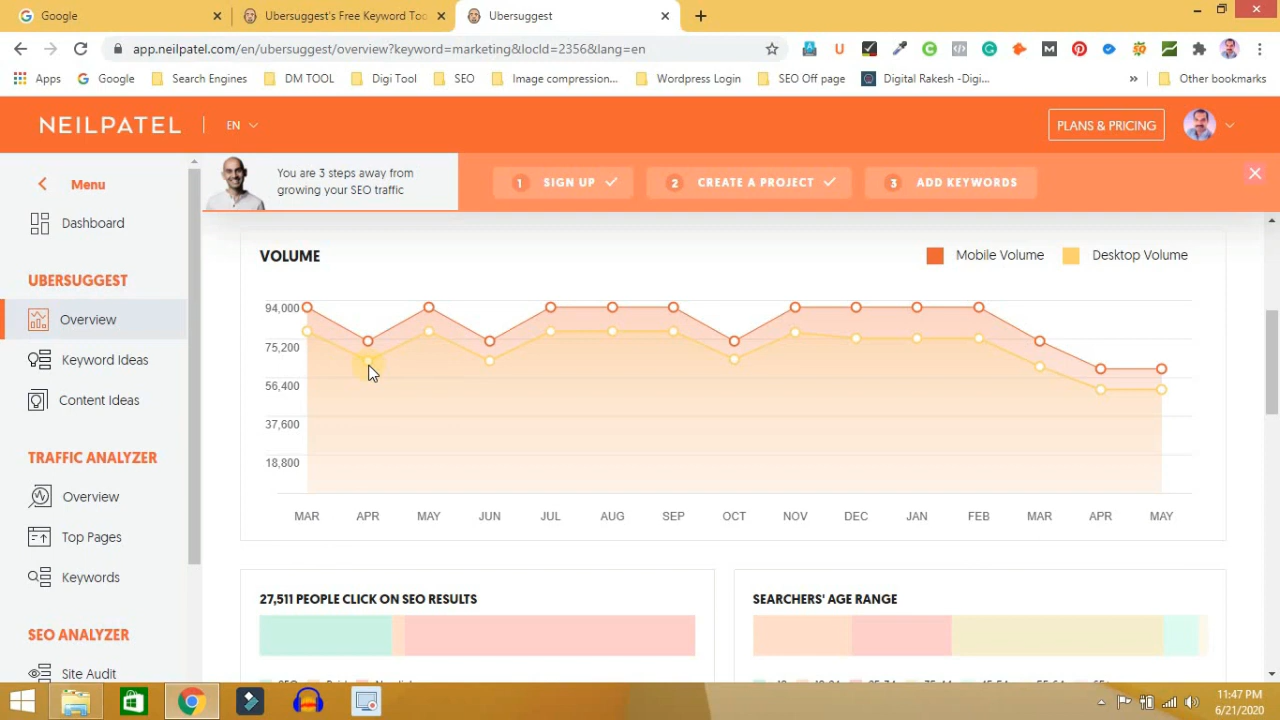 Google
Ubersuggest's Free Keyword Too
Ubersuggest
app.neilpatel.com/en/ubersuggest/overview?keyword=marketing&locId=2356&lang=en
Apps
Google
Search Engines
DM TOOL
Digi Tool
SEO
Image compression...
Wordpress Login
SEO Off page
Digital Rakesh -Digi...
»
Other bookmarks
NEILPATEL
EN
PLANS & PRICING
Menu
You are 3 steps away from
growing your SEO traffic
1 SIGN UP
2 CREATE A PROJECT
3 ADD KEYWORDS
Dashboard
UBERSUGGEST
Overview
Keyword Ideas
Content Ideas
TRAFFIC ANALYZER
Overview
Top Pages
Keywords
SEO ANALYZER
Site Audit
VOLUME
Mobile Volume
Desktop Volume
94,000
75,200
56,400
37,600
18,800
MAR APR MAY JUN JUL AUG SEP OCT NOV DEC JAN FEB MAR APR MAY
27,511 PEOPLE CLICK ON SEO RESULTS
SEARCHERS' AGE RANGE
11:47 PM
6/21/2020